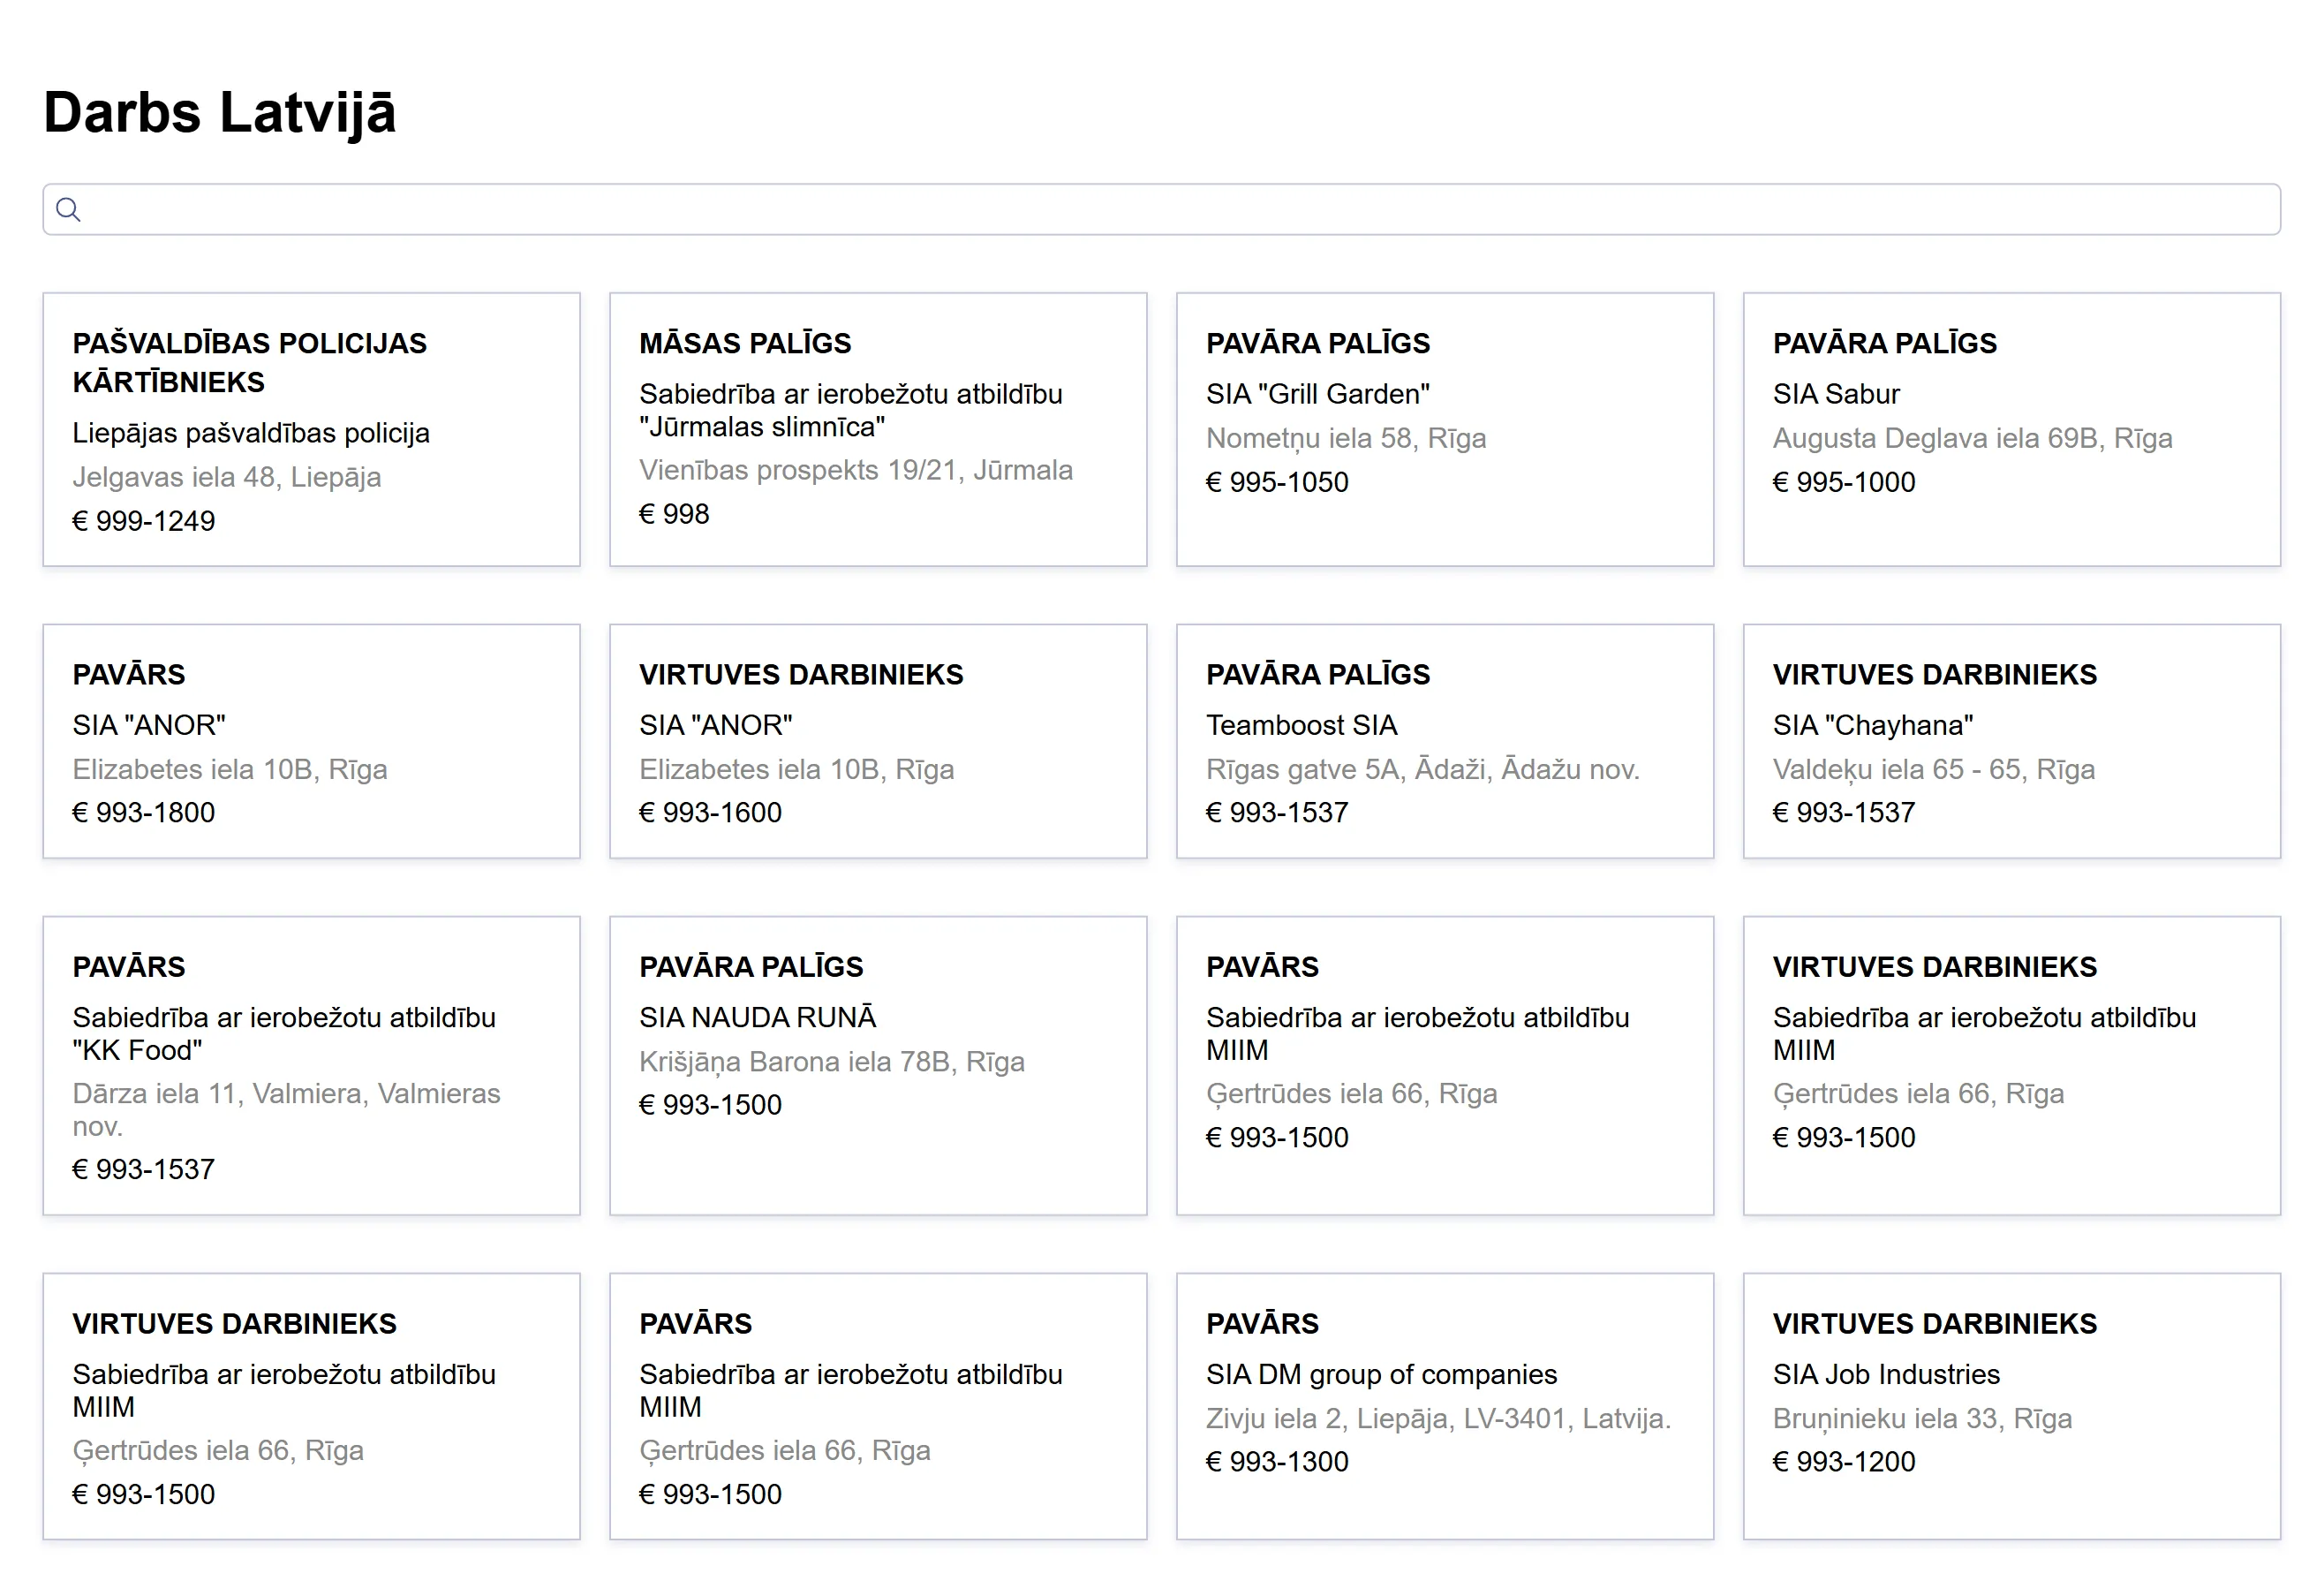 Darbs Latvijā
PAŠVALDĪBAS POLICIJAS
KĀRTĪBNIEKS
Liepājas pašvaldības policija
Jelgavas iela 48, Liepāja
€ 999-1249
MĀSAS PALĪGS
Sabiedrība ar ierobežotu atbildību
"Jūrmalas slimnīca"
Vienības prospekts 19/21, Jūrmala
€ 998
PAVĀRA PALĪGS
SIA "Grill Garden"
Nometņu iela 58, Rīga
€ 995-1050
PAVĀRA PALĪGS
SIA Sabur
Augusta Deglava iela 69B, Rīga
€ 995-1000
PAVĀRS
SIA "ANOR"
Elizabetes iela 10B, Rīga
€ 993-1800
VIRTUVES DARBINIEKS
SIA "ANOR"
Elizabetes iela 10B, Rīga
€ 993-1600
PAVĀRA PALĪGS
Teamboost SIA
Rīgas gatve 5A, Ādaži, Ādažu nov.
€ 993-1537
VIRTUVES DARBINIEKS
SIA "Chayhana"
Valdeķu iela 65 - 65, Rīga
€ 993-1537
PAVĀRS
Sabiedrība ar ierobežotu atbildību
"KK Food"
Dārza iela 11, Valmiera, Valmieras
nov.
€ 993-1537
PAVĀRA PALĪGS
SIA NAUDA RUNĀ
Krišjāņa Barona iela 78B, Rīga
€ 993-1500
PAVĀRS
Sabiedrība ar ierobežotu atbildību
MIIM
Ģertrūdes iela 66, Rīga
€ 993-1500
VIRTUVES DARBINIEKS
Sabiedrība ar ierobežotu atbildību
MIIM
Ģertrūdes iela 66, Rīga
€ 993-1500
VIRTUVES DARBINIEKS
Sabiedrība ar ierobežotu atbildību
MIIM
Ģertrūdes iela 66, Rīga
€ 993-1500
PAVĀRS
Sabiedrība ar ierobežotu atbildību
MIIM
Ģertrūdes iela 66, Rīga
€ 993-1500
PAVĀRS
SIA DM group of companies
Zivju iela 2, Liepāja, LV-3401, Latvija.
€ 993-1300
VIRTUVES DARBINIEKS
SIA Job Industries
Bruņinieku iela 33, Rīga
€ 993-1200